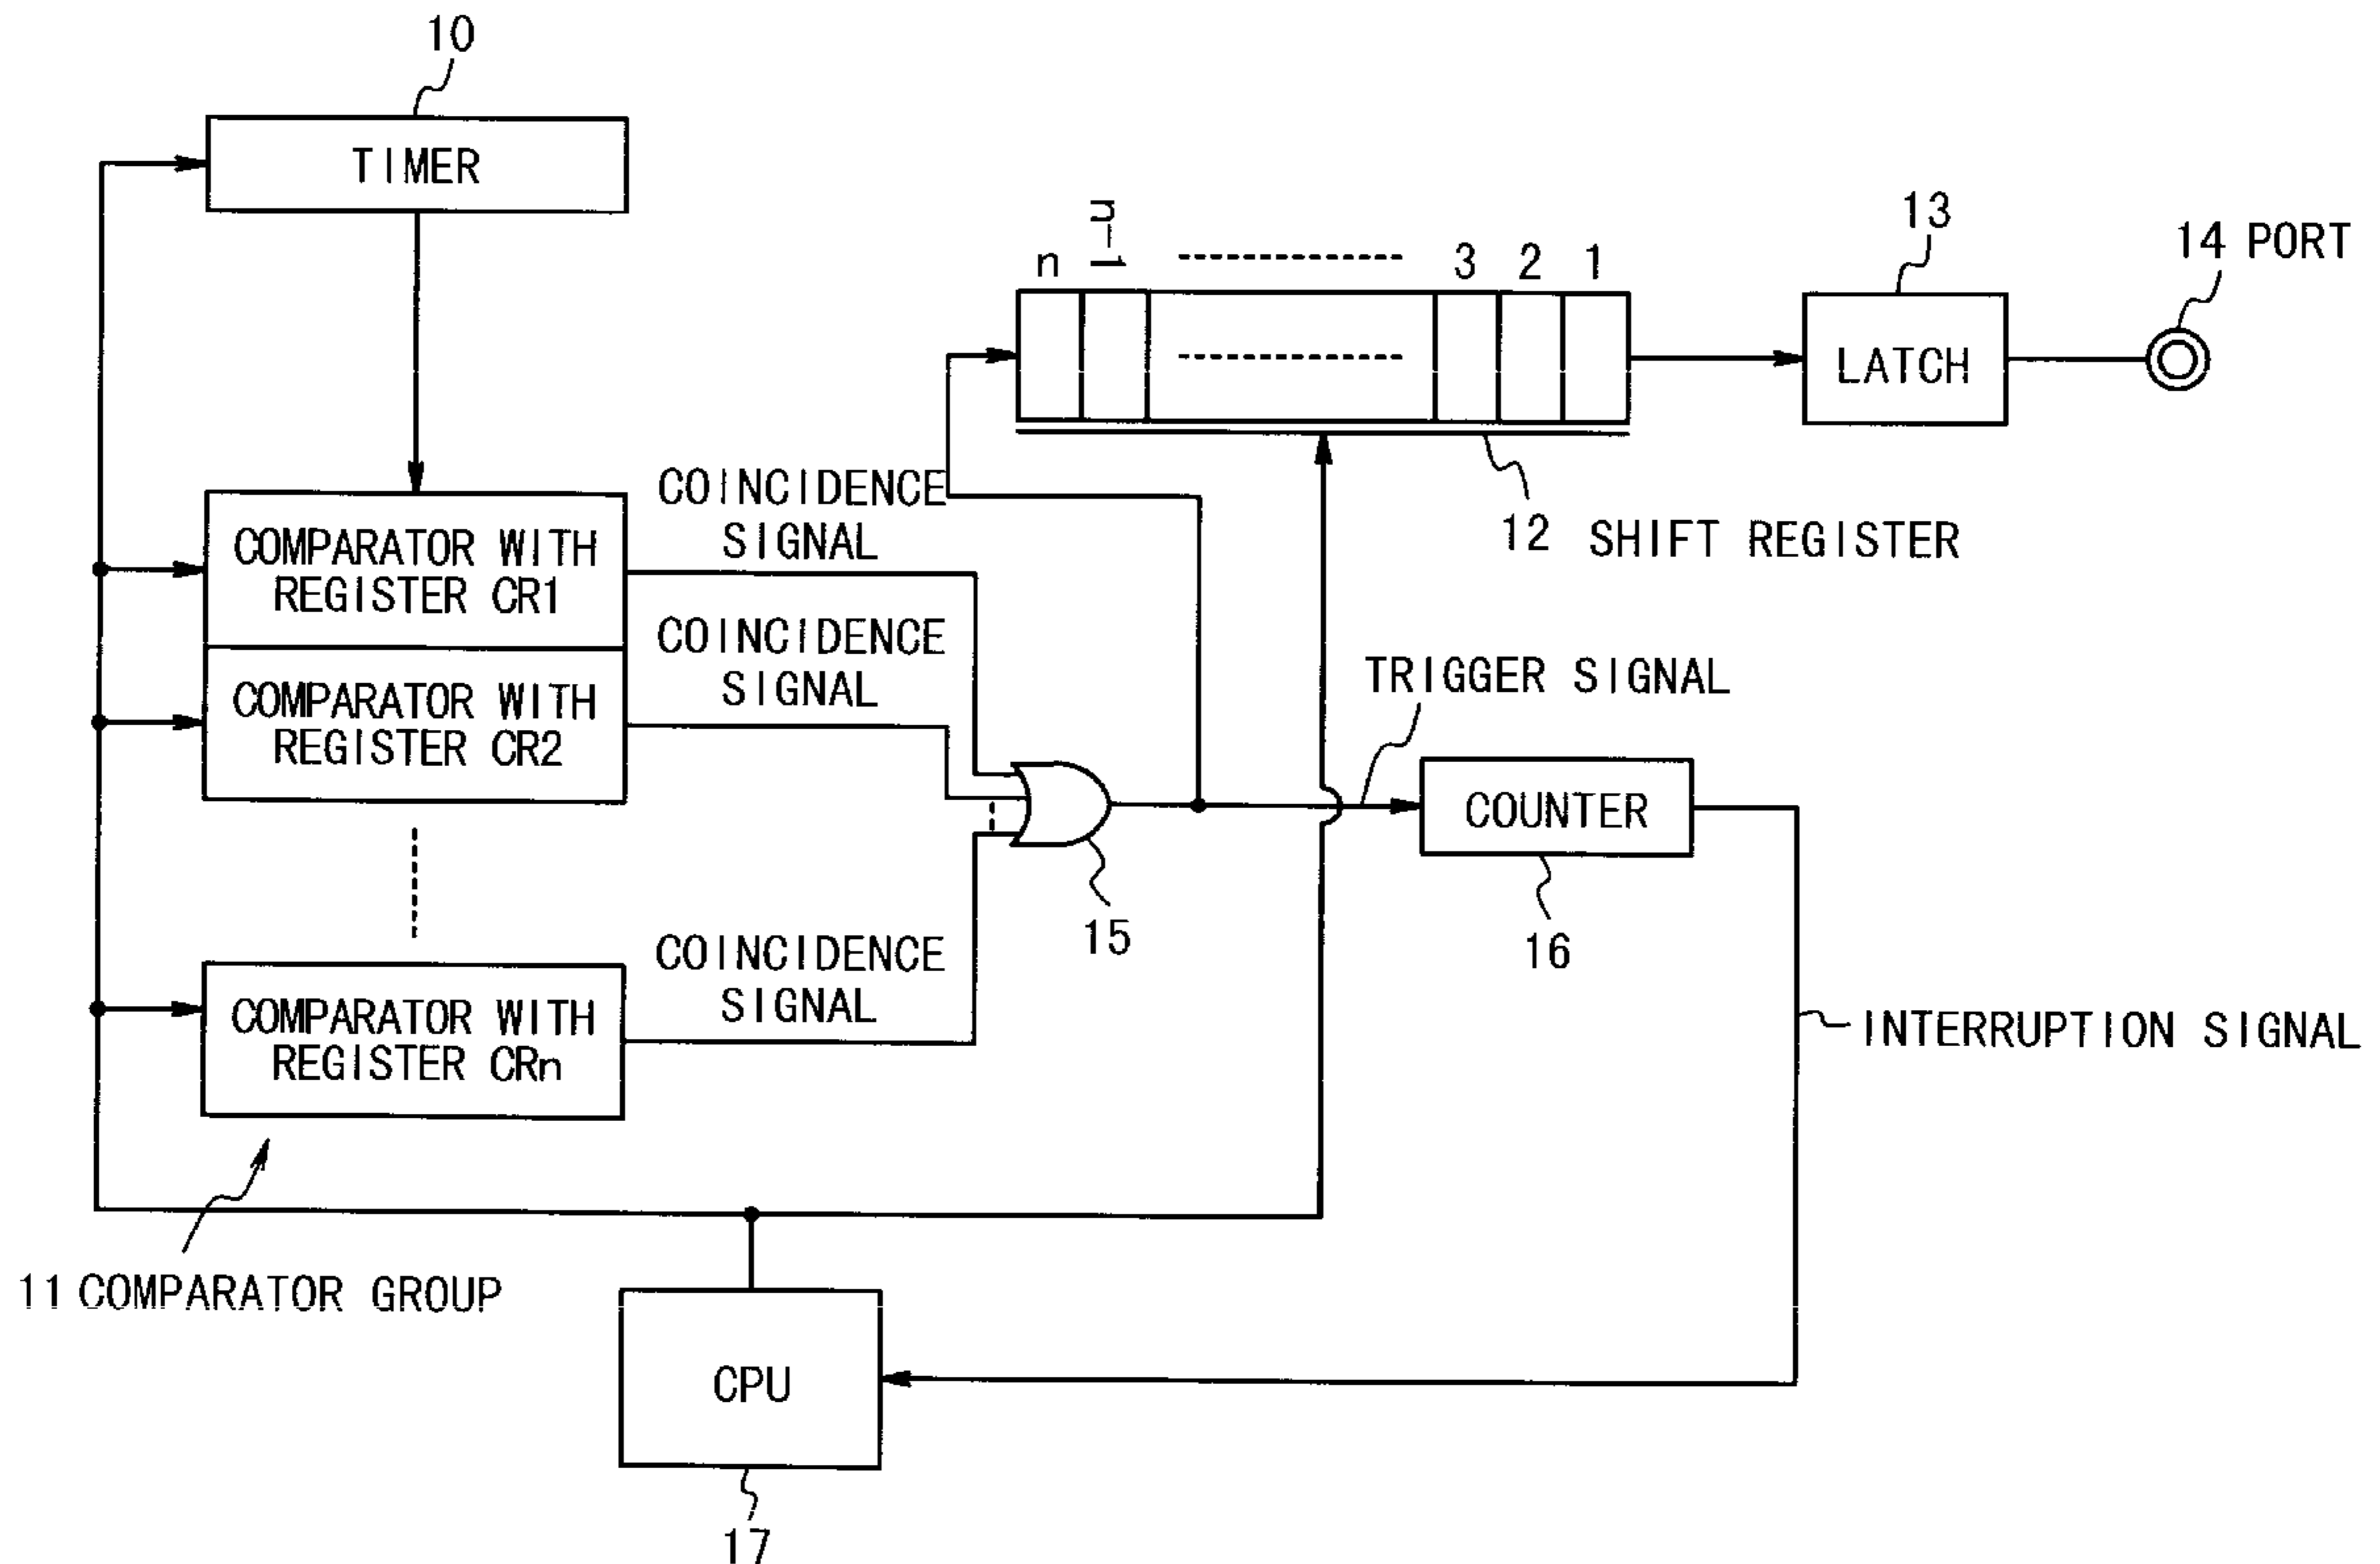 10
TIMER
n
n-1
3
2
1
13
14 PORT
LATCH
12 SHIFT REGISTER
COINCIDENCE
SIGNAL
COMPARATOR WITH
REGISTER CR1
COINCIDENCE
SIGNAL
COMPARATOR WITH
REGISTER CR2
TRIGGER SIGNAL
COUNTER
15
16
COINCIDENCE
SIGNAL
COMPARATOR WITH
REGISTER CRn
INTERRUPTION SIGNAL
11 COMPARATOR GROUP
CPU
17